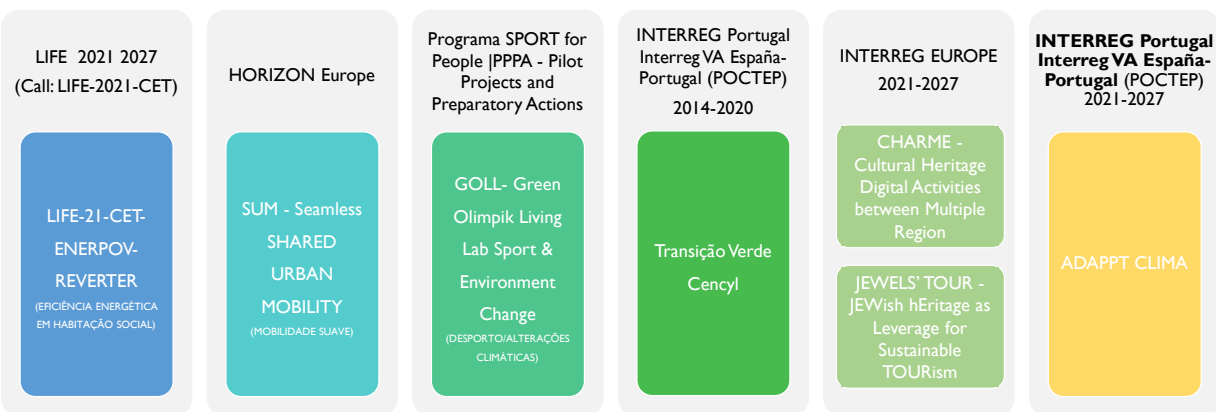 LIFE 2021 2027
(Call: LIFE-2021-CET)
LIFE-21-CET-
ENERPOV-
REVERTER
(EFICIÊNCIA ENERGÉTICA
EM HABITAÇÃO SOCIAL)
HORIZON Europe
SUM - Seamless
SHARED
URBAN
MOBILITY
(MOBILIDADE SUAVE)
Programa SPORT for
People |PPPA - Pilot
Projects and
Preparatory Actions
GOLL- Green
Olimpik Living
Lab Sport &
Environment
Change
(DESPORTO/ALTERAÇÕES
CLIMÁTICAS)
INTERREG Portugal
Interreg VA España-
Portugal (POCTEP)
2014-2020
Transição Verde
Cencyl
INTERREG EUROPE
2021-2027
CHARME -
Cultural Heritage
Digital Activities
between Multiple
Region
JEWELS' TOUR -
JEWish hEritage as
Leverage for
Sustainable
TOURism
INTERREG Portugal
Interreg VA España-
Portugal (POCTEP)
2021-2027
ADAPPT CLIMA